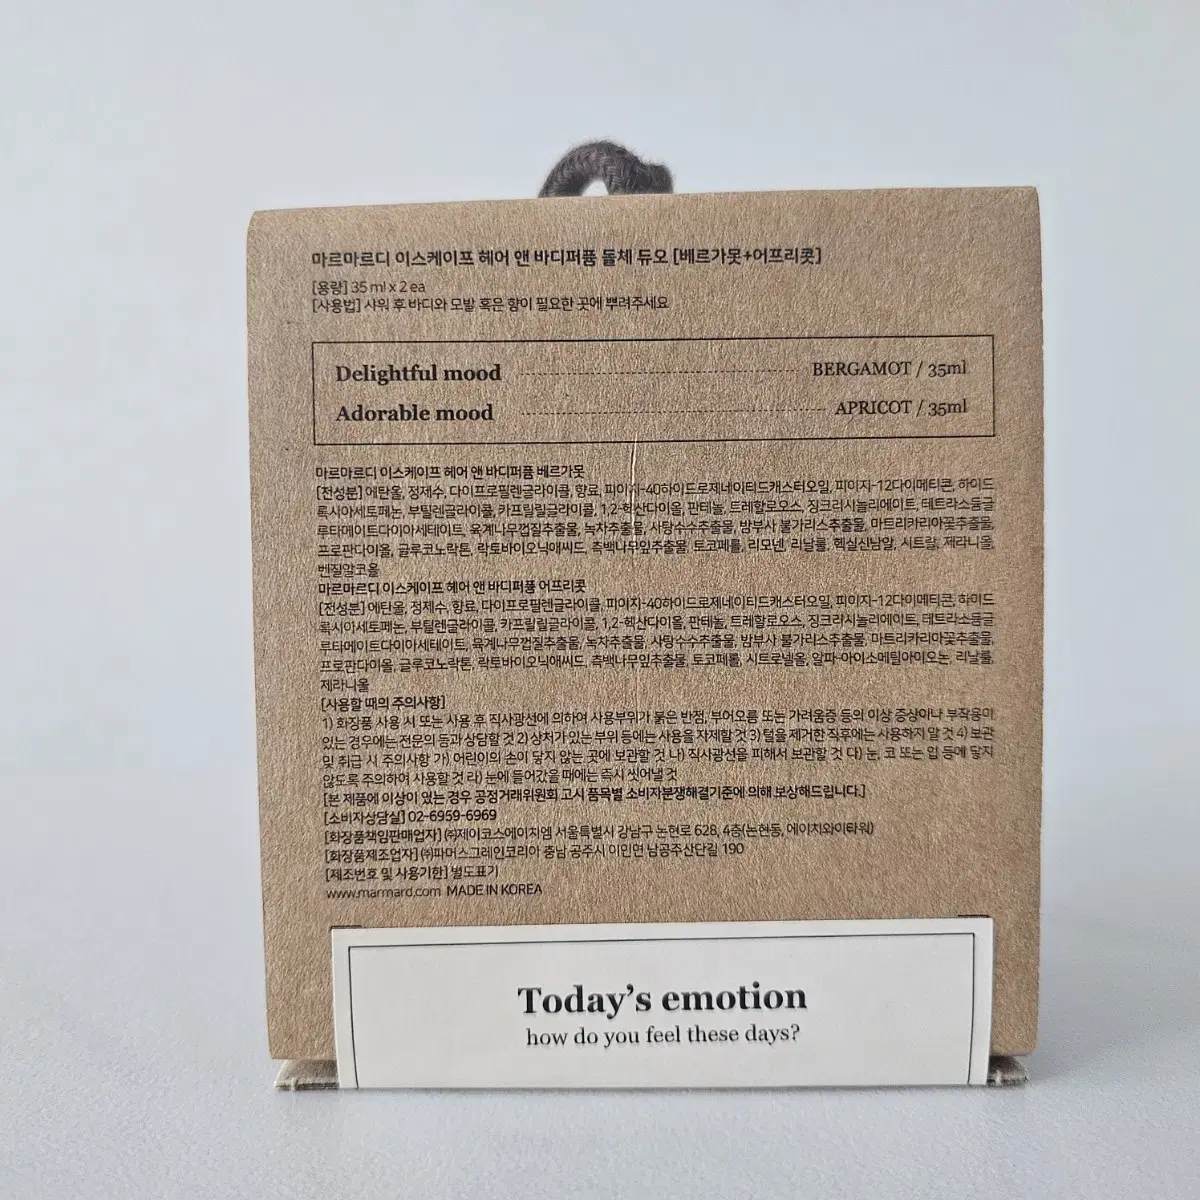 마르마르디 이스케이프 헤어 앤 바디퍼퓸 돌체 듀오 [베르가못+어프리콧]
[용량] 35 ml x 2 ea
[사용법] 샤워 후 바디와 모발 혹은 향이 필요한 곳에 뿌려주세요
Delightful mood BERGAMOT / 35ml
Adorable mood APRICOT / 35ml
마르마르디 이스케이프 헤어 앤 바디퍼퓸 베르가못
[전성분] 에탄올, 정제수, 다이프로필렌글라이콜, 향료, 피이지-40하이드로제네이티드캐스터오일, 피이지-12다이메티콘, 하이드
록시아세토페논, 부틸렌글라이콜, 카프릴릴글라이콜, 1,2-헥산다이올, 판테놀, 트레할로오스, 징크리시놀리에이트, 테트라소듐글
루타메이트다이아세테이트, 육계나무껍질추출물, 녹차추출물, 사탕수수추출물, 밤부사 불가리스추출물, 마트리카리아꽃추출물,
프로판다이올, 글루코노락톤, 락토바이오닉애씨드, 측백나무잎추출물, 토코페롤, 리모넨, 리날룰, 헥실신남알, 시트랄, 제라니올,
벤질알코올
마르마르디 이스케이프 헤어 앤 바디퍼퓸 어프리콧
[전성분] 에탄올, 정제수, 향료, 다이프로필렌글라이콜, 피이지-40하이드로제네이티드캐스터오일, 피이지-12다이메티콘, 하이드
록시아세토페논, 부틸렌글라이콜, 카프릴릴글라이콜, 1,2-헥산다이올, 판테놀, 트레할로오스, 징크리시놀리에이트, 테트라소듐글
루타메이트다이아세테이트, 육계나무껍질추출물, 녹차추출물, 사탕수수추출물, 밤부사 불가리스추출물, 마트리카리아꽃추출물,
프로판다이올, 글루코노락톤, 락토바이오닉애씨드, 측백나무잎추출물, 토코페롤, 시트로넬올, 알파-아이소메틸아이오논, 리날룰,
제라니올
[사용할 때의 주의사항]
1) 화장품 사용 시 또는 사용 후 직사광선에 의하여 사용부위가 붉은 반점, 부어오름 또는 가려움증 등의 이상 증상이나 부작용이
있는 경우에는 전문의 등과 상담할 것 2) 상처가 있는 부위 등에는 사용을 자제할 것 3) 털을 제거한 직후에는 사용하지 말 것 4) 보관
및 취급 시 주의사항 가) 어린이의 손이 닿지 않는 곳에 보관할 것 나) 직사광선을 피해서 보관할 것 다) 눈, 코 또는 입 등에 닿지
않도록 주의하여 사용할 것 라) 눈에 들어갔을 때에는 즉시 씻어낼 것
[본 제품에 이상이 있는 경우 공정거래위원회 고시 품목별 소비자분쟁해결기준에 의해 보상해드립니다.]
[소비자상담실] 02-6959-6969
[화장품책임판매업자] ㈜제이코스에이치엠 서울특별시 강남구 논현로 628, 4층(논현동, 에이치와이타워)
[화장품제조업자] ㈜파머스그레인코리아 충남 공주시 이인면 남공주산단길 190
[제조번호 및 사용기한] 별도표기
www.marmard.com MADE IN KOREA
Today's emotion
how do you feel these days?